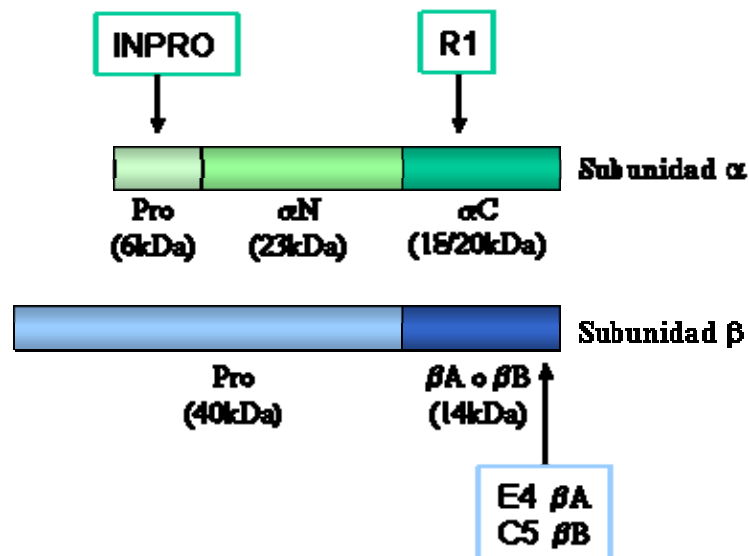 INPRO
R1
Subunidad α
Pro
(6kDa)
αN
(23kDa)
αC
(18/20kDa)
Subunidad β
Pro
(40kDa)
βA o βB
(14kDa)
E4 βA
C5 βB